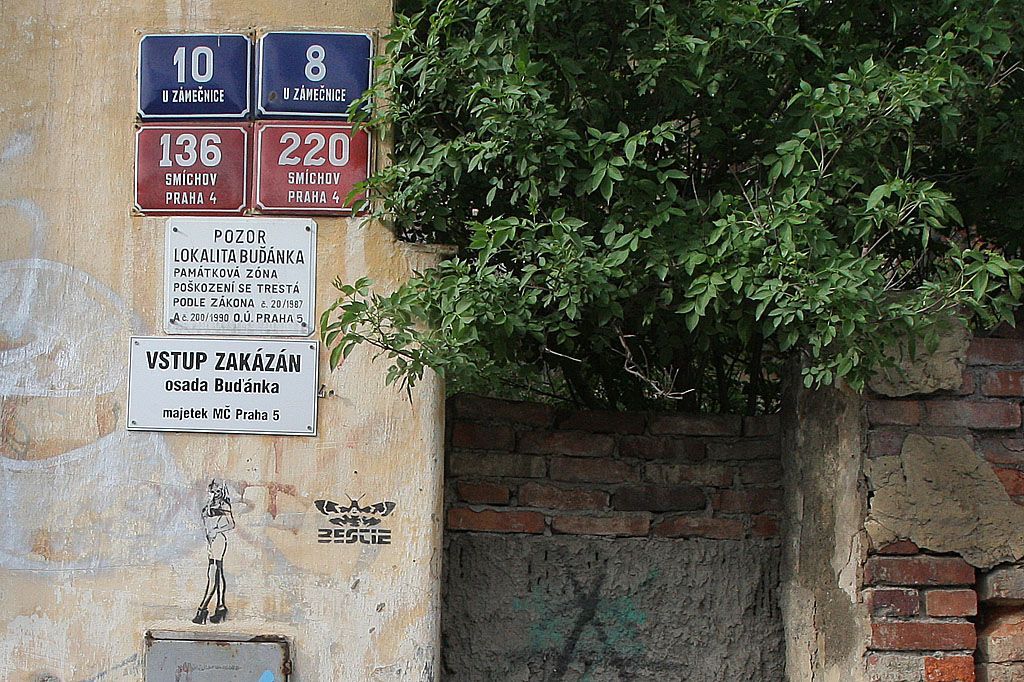 10
U ZÁMEČNICE
8
U ZÁMEČNICE
136
SMÍCHOV
PRAHA 4
220
SMÍCHOV
PRAHA 4
POZOR
LOKALITA BUĎÁNKA
PAMÁTKOVÁ ZÓNA
POŠKOZENÍ SE TRESTÁ
PODLE ZÁKONA č. 20/1987
A č. 200/1990 O.Ú. PRAHA 5
VSTUP ZAKÁZÁN
osada Buďánka
majetek MČ Praha 5
BESTIE